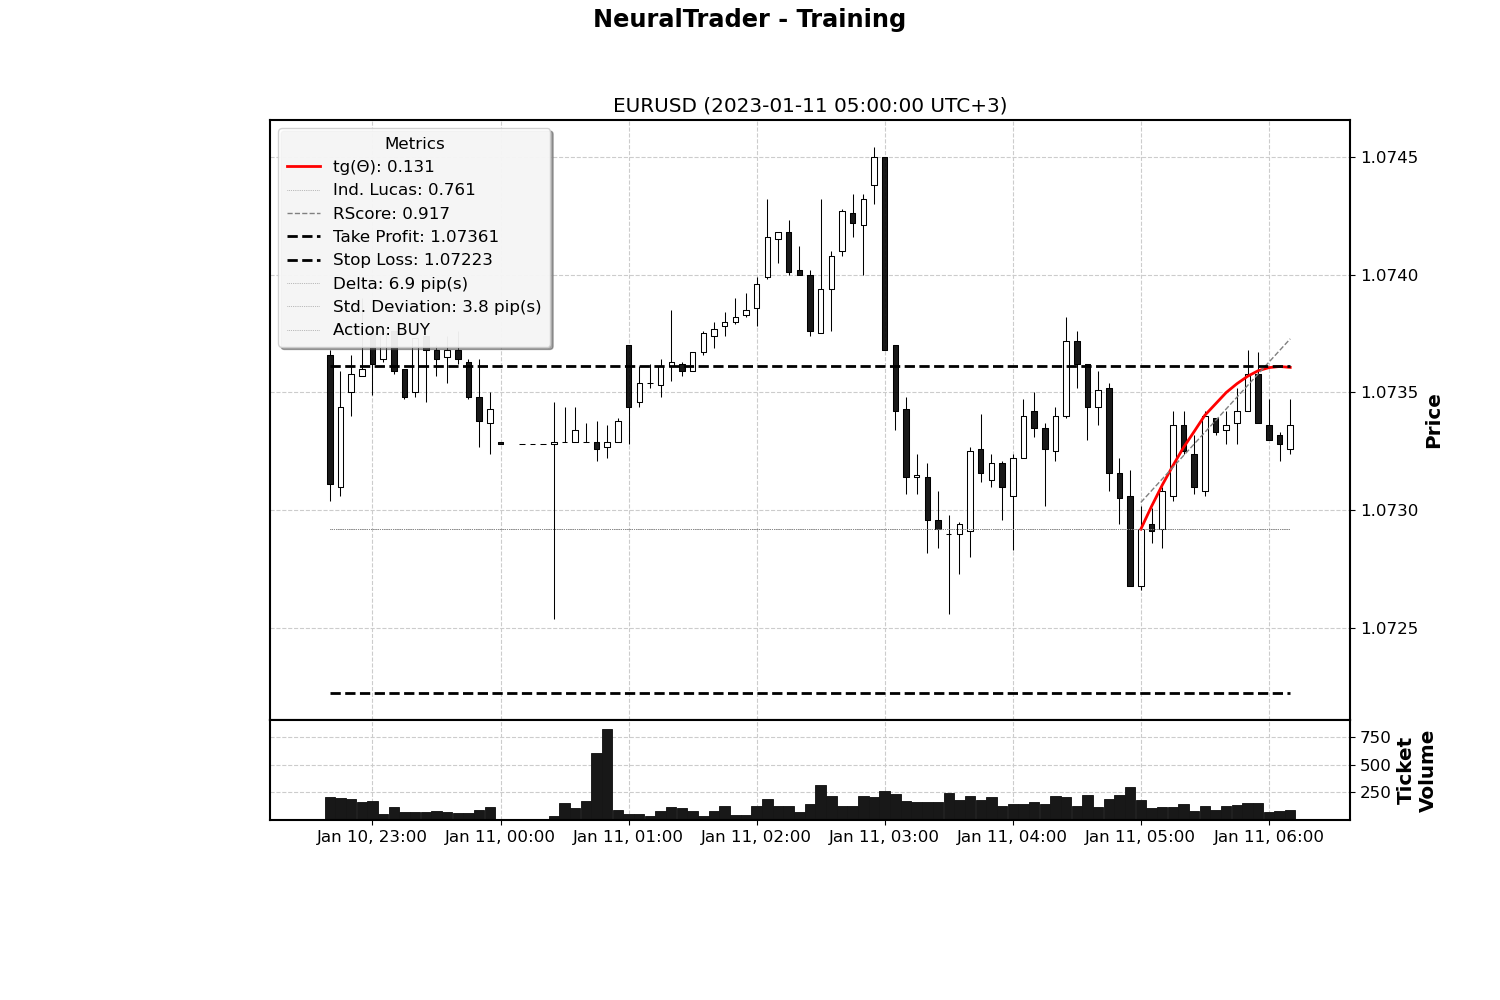 NeuralTrader - Training
EURUSD (2023-01-11 05:00:00 UTC+3)
Metrics
tg(Θ): 0.131
Ind. Lucas: 0.761
RScore: 0.917
Take Profit: 1.07361
Stop Loss: 1.07223
Delta: 6.9 pip(s)
Std. Deviation: 3.8 pip(s)
Action: BUY
1.0745
1.0740
1.0735
1.0730
1.0725
Price
750
500
250
Ticket
Volume
Jan 10, 23:00 Jan 11, 00:00 Jan 11, 01:00 Jan 11, 02:00 Jan 11, 03:00 Jan 11, 04:00 Jan 11, 05:00 Jan 11, 06:00